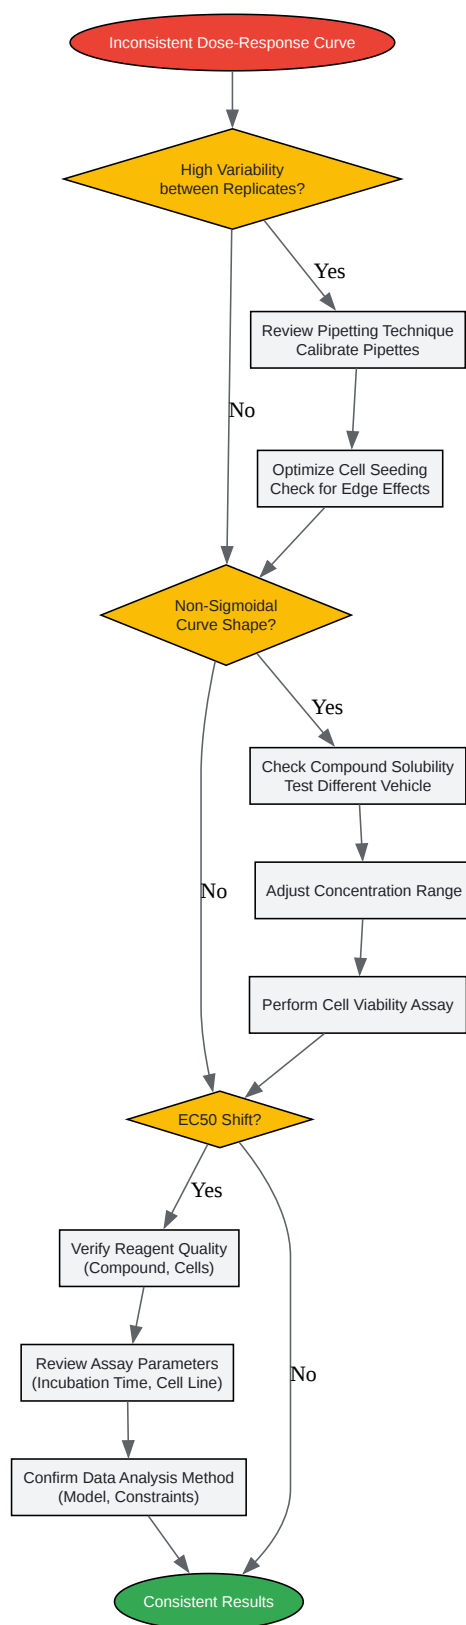 Inconsistent Dose-Response Curve
High Variability
between Replicates?
Yes
Review Pipetting Technique
Calibrate Pipettes
No
Optimize Cell Seeding
Check for Edge Effects
Non-Sigmoidal
Curve Shape?
Yes
Check Compound Solubility
Test Different Vehicle
No
Adjust Concentration Range
Perform Cell Viability Assay
EC50 Shift?
Yes
Verify Reagent Quality
(Compound, Cells)
Review Assay Parameters
(Incubation Time, Cell Line)
No
Confirm Data Analysis Method
(Model, Constraints)
Consistent Results